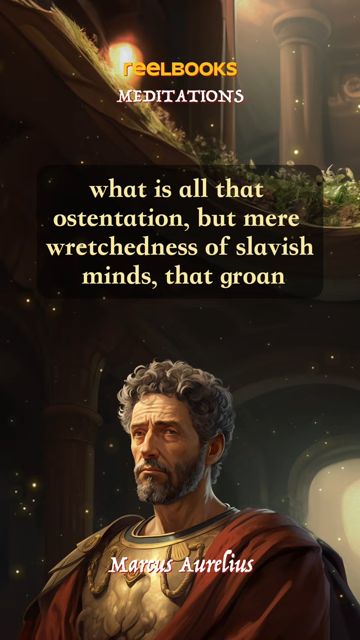 reelbooks
MEDITATIONS
what is all that
ostentation, but mere
wretchedness of slavish
minds, that groan
Marcus Aurelius